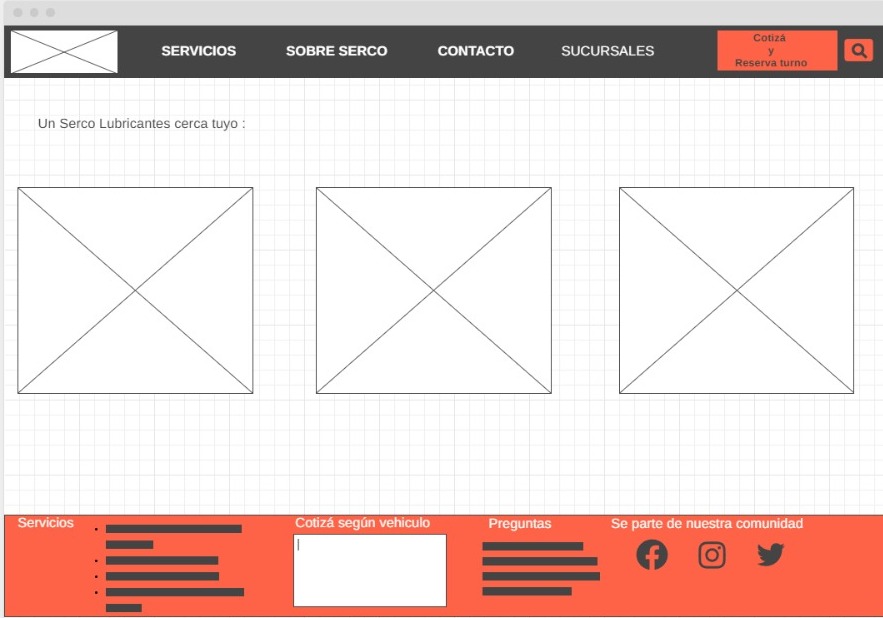 SERVICIOS
SOBRE SERCO
CONTACTO
SUCURSALES
Cotizá
y
Reserva turno
Un Serco Lubricantes cerca tuyo :
Servicios
Cotizá según vehiculo
Preguntas
Se parte de nuestra comunidad